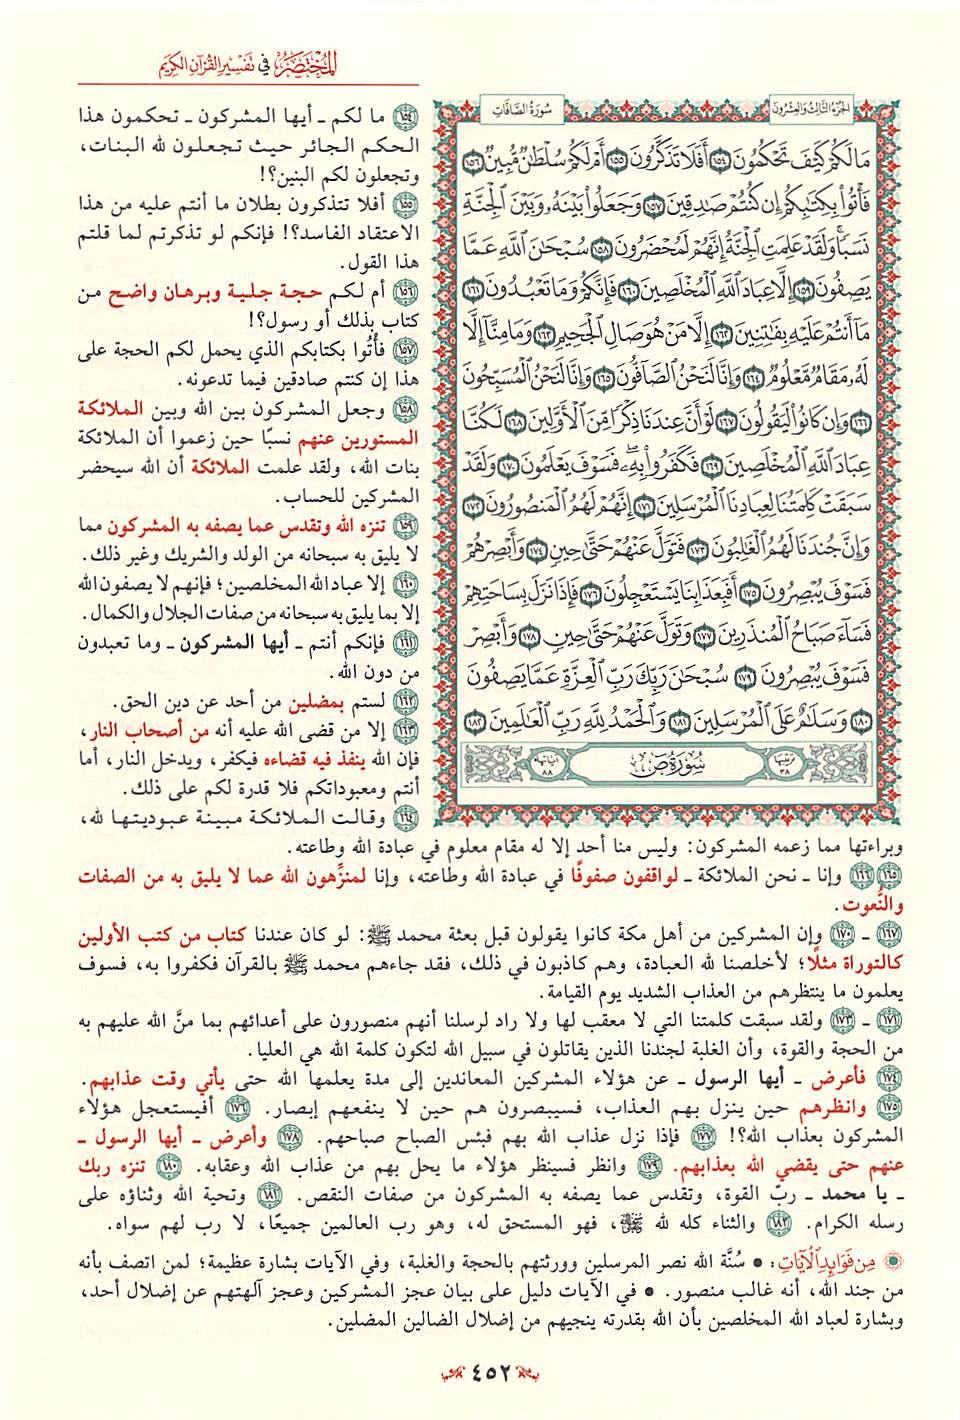 المختصر في تفسير القرآن الكريم
الجزء الثالث والعشرون
سورة الصافات
مَا لَكُمْ كَيْفَ تَحْكُمُونَ ١٥٤ أَفَلَا تَذَكَّرُونَ ١٥٥ أَمْ لَكُمْ سُلْطَانٌ مُّبِينٌ ١٥٦
فَأْتُوا بِكِتَابِكُمْ إِن كُنتُمْ صَادِقِينَ ١٥٧ وَجَعَلُوا بَيْنَهُ وَبَيْنَ الْجِنَّةِ
نَسَبًا وَلَقَدْ عَلِمَتِ الْجِنَّةُ إِنَّهُمْ لَمُحْضَرُونَ ١٥٨ سُبْحَانَ اللَّهِ عَمَّا
يَصِفُونَ ١٥٩ إِلَّا عِبَادَ اللَّهِ الْمُخْلَصِينَ ١٦٠ فَإِنَّكُمْ وَمَا تَعْبُدُونَ ١٦١
مَا أَنتُمْ عَلَيْهِ بِفَاتِنِينَ ١٦٢ إِلَّا مَنْ هُوَ صَالِ الْجَحِيمِ ١٦٣ وَمَا مِنَّا إِلَّا
لَهُ مَقَامٌ مَّعْلُومٌ ١٦٤ وَإِنَّا لَنَحْنُ الصَّافُّونَ ١٦٥ وَإِنَّا لَنَحْنُ الْمُسَبِّحُونَ
١٦٦ وَإِن كَانُوا لَيَقُولُونَ ١٦٧ لَوْ أَنَّ عِندَنَا ذِكْرًا مِّنَ الْأَوَّلِينَ ١٦٨ لَكُنَّا
عِبَادَ اللَّهِ الْمُخْلَصِينَ ١٦٩ فَكَفَرُوا بِهِ فَسَوْفَ يَعْلَمُونَ ١٧٠ وَلَقَدْ
سَبَقَتْ كَلِمَتُنَا لِعِبَادِنَا الْمُرْسَلِينَ ١٧١ إِنَّهُمْ لَهُمُ الْمَنصُورُونَ ١٧٢
وَإِنَّ جُندَنَا لَهُمُ الْغَالِبُونَ ١٧٣ فَتَوَلَّ عَنْهُمْ حَتَّىٰ حِينٍ ١٧٤ وَأَبْصِرْهُمْ
فَسَوْفَ يُبْصِرُونَ ١٧٥ أَفَبِعَذَابِنَا يَسْتَعْجِلُونَ ١٧٦ فَإِذَا نَزَلَ بِسَاحَتِهِمْ
فَسَاءَ صَبَاحُ الْمُنذَرِينَ ١٧٧ وَتَوَلَّ عَنْهُمْ حَتَّىٰ حِينٍ ١٧٨ وَأَبْصِرْ
فَسَوْفَ يُبْصِرُونَ ١٧٩ سُبْحَانَ رَبِّكَ رَبِّ الْعِزَّةِ عَمَّا يَصِفُونَ
١٨٠ وَسَلَامٌ عَلَى الْمُرْسَلِينَ ١٨١ وَالْحَمْدُ لِلَّهِ رَبِّ الْعَالَمِينَ ١٨٢
ترتيبها ٣٨
سُورَةُ ص
آياتها ٨٨
١٥٤ ما لكم ـ أيها المشركون ـ تحكمون هذا
الحكم الجائر حيث تجعلون لله البنات،
وتجعلون لكم البنين؟!
١٥٥ أفلا تتذكرون بطلان ما أنتم عليه من هذا
الاعتقاد الفاسد؟! فإنكم لو تذكرتم لما قلتم
هذا القول.
١٥٦ أم لكم حجة جلية وبرهان واضح من
كتاب بذلك أو رسول؟!
١٥٧ فأْتُوا بكتابكم الذي يحمل لكم الحجة على
هذا إن كنتم صادقين فيما تدعونه.
١٥٨ وجعل المشركون بين الله وبين الملائكة
المستورين عنهم نسبًا حين زعموا أن الملائكة
بنات الله، ولقد علمت الملائكة أن الله سيحضر
المشركين للحساب.
١٥٩ تنزه الله وتقدس عما يصفه به المشركون مما
لا يليق به سبحانه من الولد والشريك وغير ذلك.
١٦٠ إلا عباد الله المخلصين؛ فإنهم لا يصفون الله
إلا بما يليق به سبحانه من صفات الجلال والكمال.
١٦١ فإنكم أنتم ـ أيها المشركون ـ وما تعبدون
من دون الله.
١٦٢ لستم بمضلين من أحد عن دين الحق.
١٦٣ إلا من قضى الله عليه أنه من أصحاب النار،
فإن الله ينفذ فيه قضاءه فيكفر، ويدخل النار، أما
أنتم ومعبوداتكم فلا قدرة لكم على ذلك.
١٦٤ وقالت الملائكة مبينة عبوديتها لله،
وبراءتها مما زعمه المشركون: وليس منا أحد إلا له مقام معلوم في عبادة الله وطاعته.
١٦٥ ١٦٦ وإنا ـ نحن الملائكة ـ لواقفون صفوفًا في عبادة الله وطاعته، وإنا لمنزِّهون الله عما لا يليق به من الصفات
والنُّعوت.
١٦٧ ـ ١٧٠ وإن المشركين من أهل مكة كانوا يقولون قبل بعثة محمد ﷺ: لو كان عندنا كتاب من كتب الأولين
كالتوراة مثلًا؛ لأخلصنا لله العبادة، وهم كاذبون في ذلك، فقد جاءهم محمد ﷺ بالقرآن فكفروا به، فسوف
يعلمون ما ينتظرهم من العذاب الشديد يوم القيامة.
١٧١ ـ ١٧٣ ولقد سبقت كلمتنا التي لا معقب لها ولا راد لرسلنا أنهم منصورون على أعدائهم بما منَّ الله عليهم به
من الحجة والقوة، وأن الغلبة لجندنا الذين يقاتلون في سبيل الله لتكون كلمة الله هي العليا.
١٧٤ فأعرض ـ أيها الرسول ـ عن هؤلاء المشركين المعاندين إلى مدة يعلمها الله حتى يأتي وقت عذابهم.
١٧٥ وانظرهم حين ينزل بهم العذاب، فسيبصرون هم حين لا ينفعهم إبصار. ١٧٦ أفيستعجل هؤلاء
المشركون بعذاب الله؟! ١٧٧ فإذا نزل عذاب الله بهم فبئس الصباح صباحهم. ١٧٨ وأعرض ـ أيها الرسول ـ
عنهم حتى يقضي الله بعذابهم. ١٧٩ وانظر فسينظر هؤلاء ما يحل بهم من عذاب الله وعقابه. ١٨٠ تنزه ربك
ـ يا محمد ـ ربّ القوة، وتقدس عما يصفه به المشركون من صفات النقص. ١٨١ وتحية الله وثناؤه على
رسله الكرام. ١٨٢ والثناء كله لله ﷻ، فهو المستحق له، وهو رب العالمين جميعًا، لا رب لهم سواه.
من فوائد الآيات: • سُنَّة الله نصر المرسلين وورثتهم بالحجة والغلبة، وفي الآيات بشارة عظيمة؛ لمن اتصف بأنه
من جند الله، أنه غالب منصور. • في الآيات دليل على بيان عجز المشركين وعجز آلهتهم عن إضلال أحد،
وبشارة لعباد الله المخلصين بأن الله بقدرته ينجيهم من إضلال الضالين المضلين.
٤٥٢